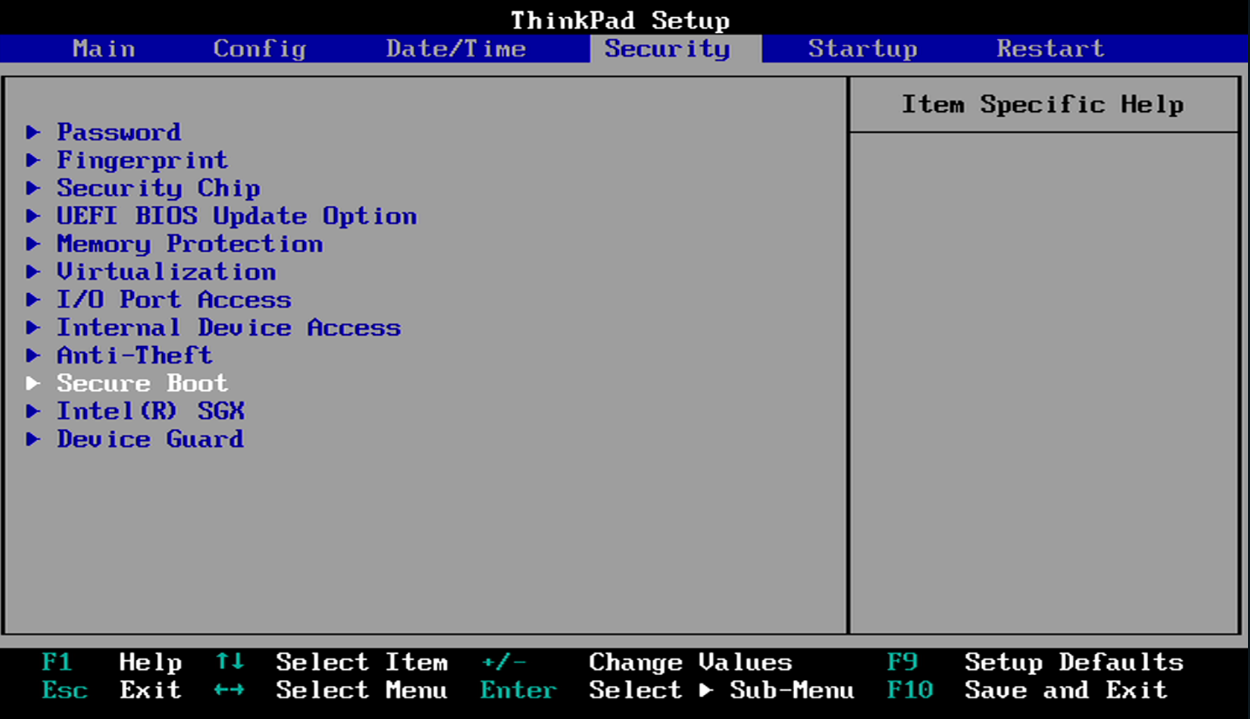 ThinkPad Setup
Main Config Date/Time Security Startup Restart
Item Specific Help
Password
Fingerprint
Security Chip
UEFI BIOS Update Option
Memory Protection
Virtualization
I/O Port Access
Internal Device Access
Anti-Theft
Secure Boot
Intel(R) SGX
Device Guard
F1 Help ↑↓ Select Item +/- Change Values F9 Setup Defaults
Esc Exit ←→ Select Menu Enter Select ▶ Sub-Menu F10 Save and Exit